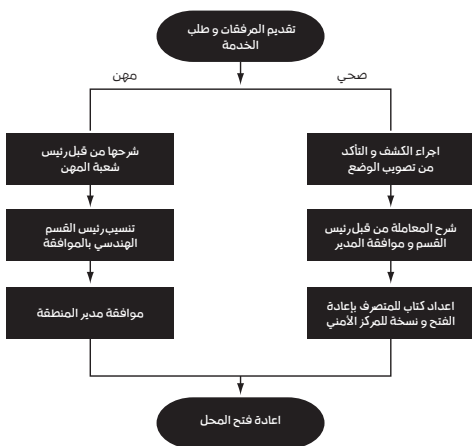 تقديم المرفقات و طلب
الخدمة
صحي
مهن
اجراء الكشف و التأكد
من تصويب الوضع
شرح المعاملة من قبل رئيس
القسم و موافقة المدير
اعداد كتاب للمتصرف بإعادة
الفتح و نسخة للمركز الأمني
شرحها من قبل رئيس
شعبة المهن
تنسيب رئيس القسم
الهندسي بالموافقة
موافقة مدير المنطقة
اعادة فتح المحل